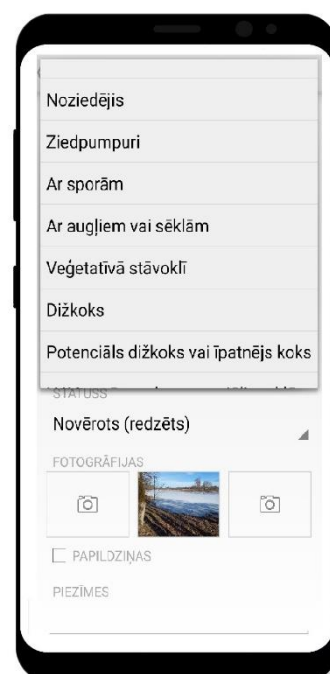 Noziedējis
Ziedpumpuri
Ar sporām
Ar augļiem vai sēklām
Veģetatīvā stāvoklī
Dižkoks
Potenciāls dižkoks vai īpatnējs koks
STATUSS
Novērots (redzēts)
FOTOGRĀFIJAS
PAPILDZIŅAS
PIEZĪMES